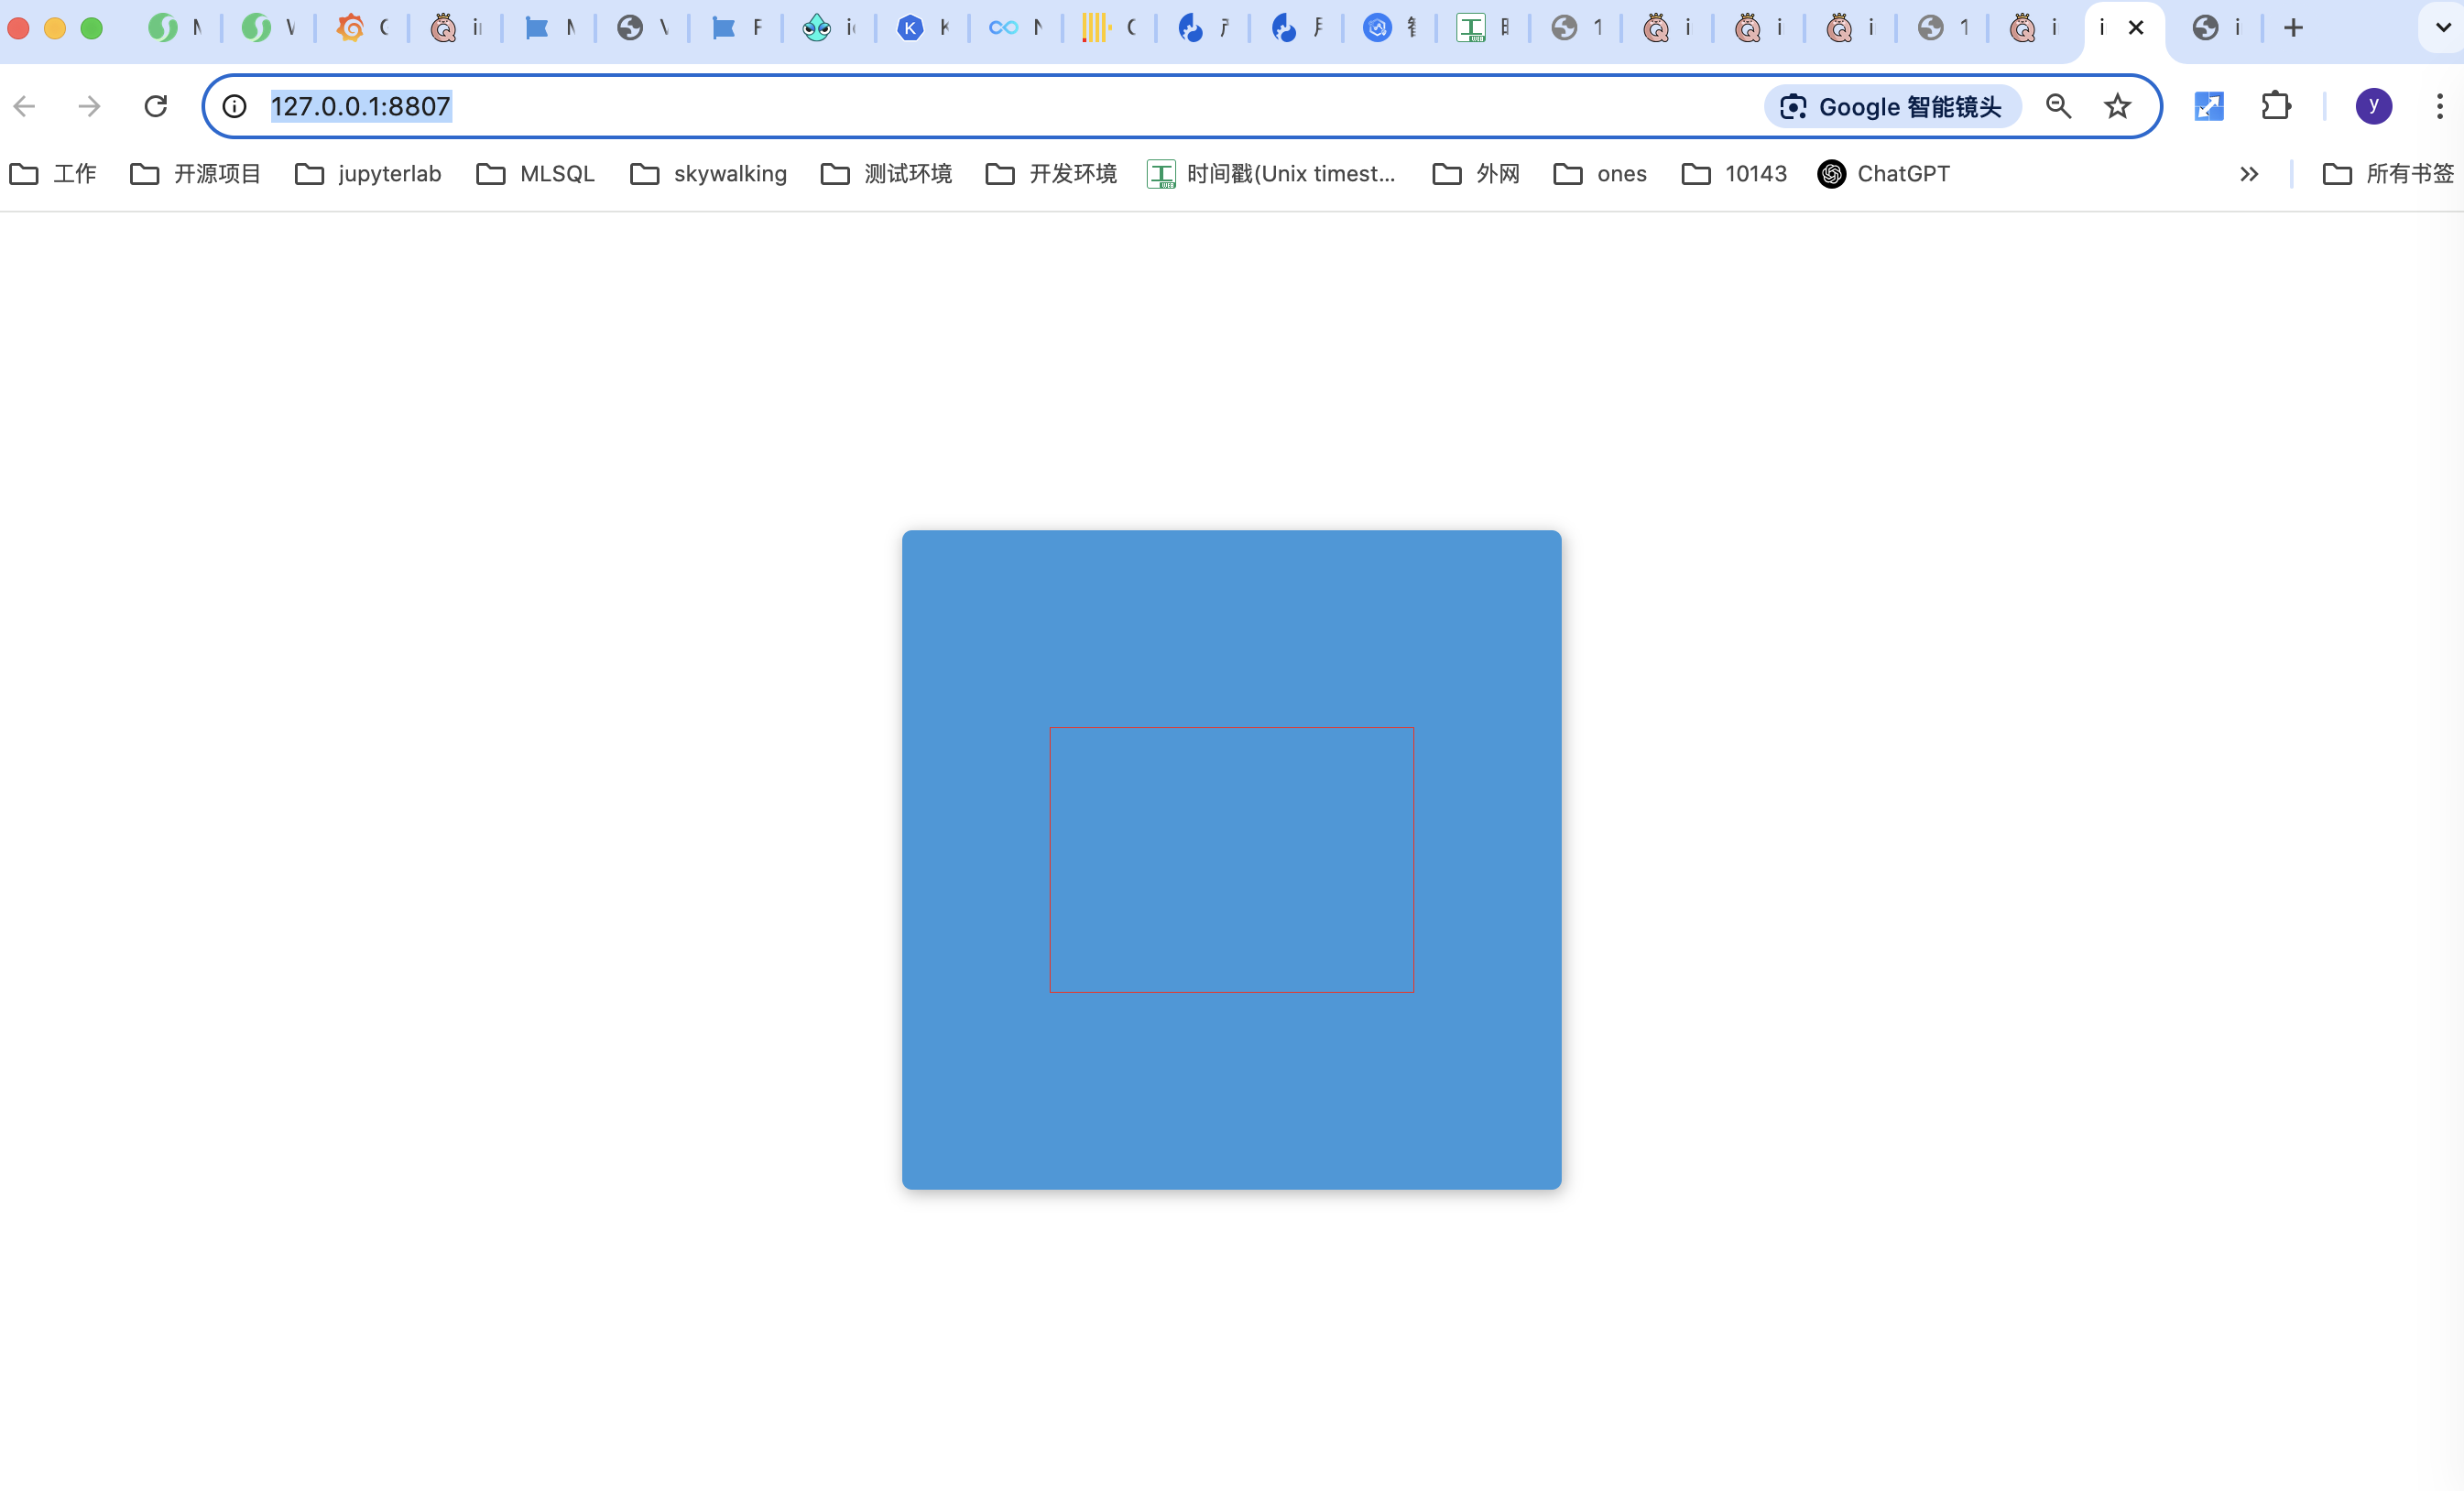 127.0.0.1:8807
Google 智能镜头
y
工作 开源项目 jupyterlab MLSQL skywalking 测试环境 开发环境 时间戳(Unix timest... 外网 ones 10143 ChatGPT 所有书签